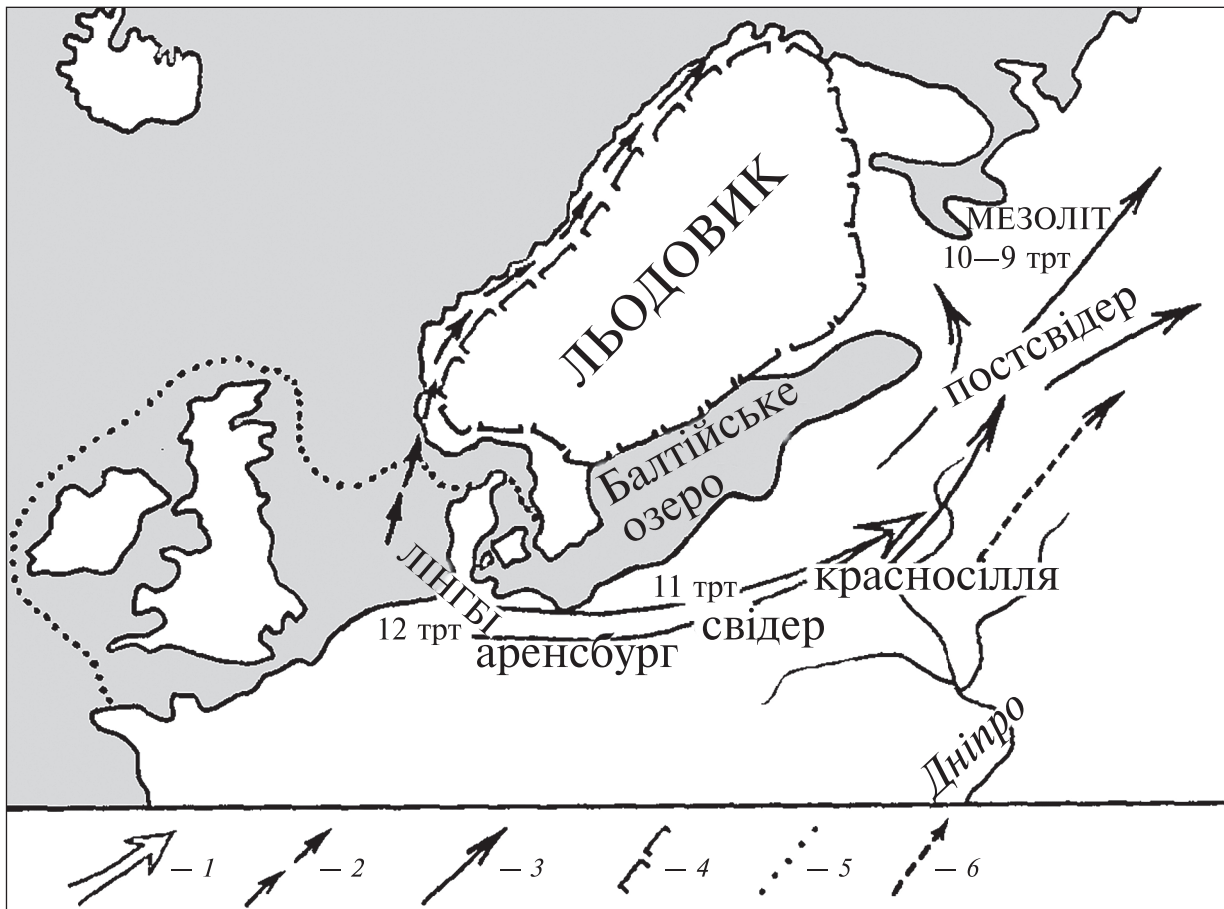 ЛЬОДОВИК
МЕЗОЛІТ
10—9 трт
постсвідер
Балтійське
озеро
ЛІНГБІ
12 трт
11 трт
красносілля
свідер
аренсбург
Дніпро
— 1
— 2
— 3
— 4
— 5
— 6